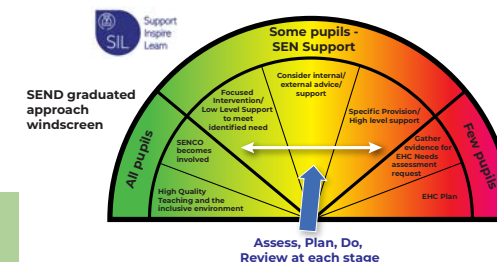 SIL
Support
Inspire
Learn
SEND graduated
approach
windscreen
Some pupils -
SEN Support
All pupils
Few pupils
High Quality
Teaching and the
inclusive environment
SENCO
becomes
involved
Focused
Intervention/
Low Level Support
to meet
identified need
Consider internal/
external advice/
support
Specific Provision/
High level support
Gather
evidence for
EHC Needs
assessment
request
EHC Plan
Assess, Plan, Do,
Review at each stage